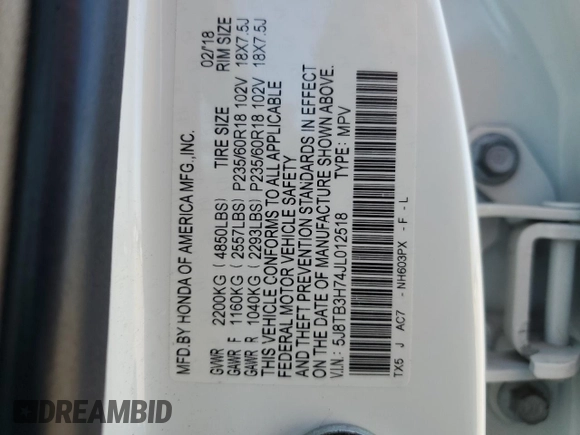 MFD.BY HONDA OF AMERICA MFG.,INC. 02/'18
TIRE SIZE RIM SIZE
GVWR 2200KG (4850LBS)
GAWR F 1160KG (2557LBS) P235/60R18 102V 18X7.5J
GAWR R 1040KG (2293LBS) P235/60R18 102V 18X7.5J
THIS VEHICLE CONFORMS TO ALL APPLICABLE
FEDERAL MOTOR VEHICLE SAFETY
AND THEFT PREVENTION STANDARDS IN EFFECT
ON THE DATE OF MANUFACTURE SHOWN ABOVE.
V.I.N.: 5J8TB3H74JL012518 TYPE: MPV
TX5 J AC7 - NH603PX - F - L
DREAMBID